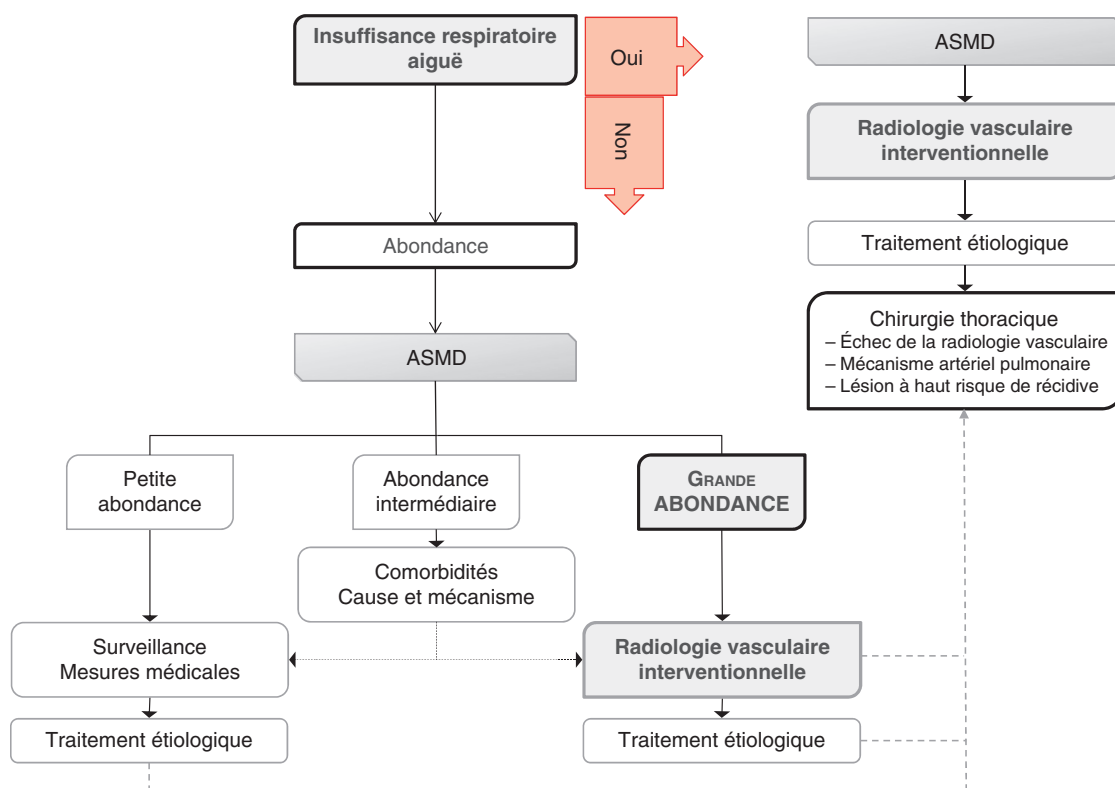 Insuffisance respiratoire
aiguë
Oui
Non
Abondance
ASMD
Petite
abondance
Abondance
intermédiaire
GRANDE
ABONDANCE
Comorbidités
Cause et mécanisme
Surveillance
Mesures médicales
Radiologie vasculaire
interventionnelle
Traitement étiologique
Traitement étiologique
ASMD
Radiologie vasculaire
interventionnelle
Traitement étiologique
Chirurgie thoracique
– Échec de la radiologie vasculaire
– Mécanisme artériel pulmonaire
– Lésion à haut risque de récidive